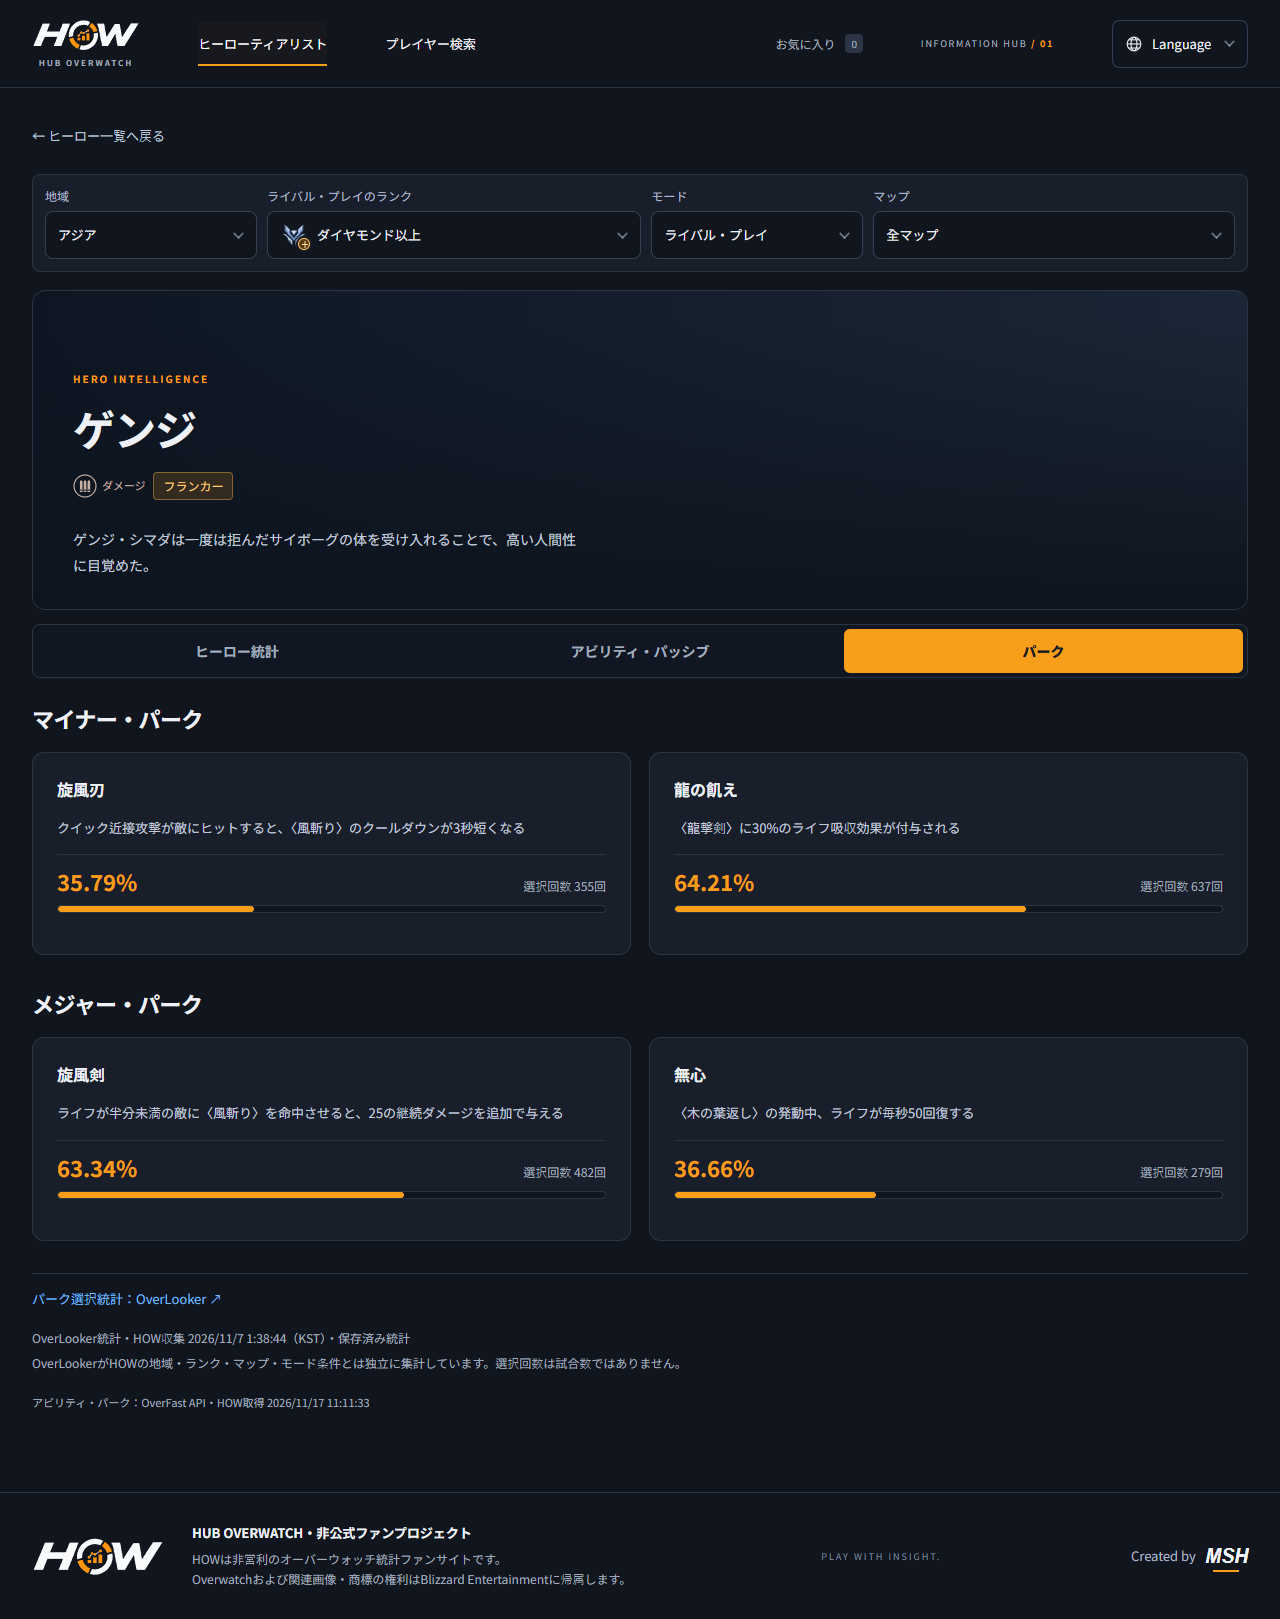 HOW
HUB OVERWATCH
ヒーローティアリスト
プレイヤー検索
お気に入り 0
INFORMATION HUB / 01
Language
← ヒーロー一覧へ戻る
地域
ライバル・プレイのランク
モード
マップ
アジア
ダイヤモンド以上
ライバル・プレイ
全マップ
HERO INTELLIGENCE
ゲンジ
ダメージ
フランカー
ゲンジ・シマダは一度は拒んだサイボーグの体を受け入れることで、高い人間性
に目覚めた。
ヒーロー統計
アビリティ・パッシブ
パーク
マイナー・パーク
旋風刃
クイック近接攻撃が敵にヒットすると、〈風斬り〉のクールダウンが3秒短くなる
35.79%
選択回数 355回
龍の飢え
〈龍撃剣〉に30%のライフ吸収効果が付与される
64.21%
選択回数 637回
メジャー・パーク
旋風剣
ライフが半分未満の敵に〈風斬り〉を命中させると、25の継続ダメージを追加で与える
63.34%
選択回数 482回
無心
〈木の葉返し〉の発動中、ライフが毎秒50回復する
36.66%
選択回数 279回
パーク選択統計：OverLooker ↗
OverLooker統計・HOW収集 2026/11/7 1:38:44（KST）・保存済み統計
OverLookerがHOWの地域・ランク・マップ・モード条件とは独立に集計しています。選択回数は試合数ではありません。
アビリティ・パーク：OverFast API・HOW取得 2026/11/17 11:11:33
HOW
HUB OVERWATCH・非公式ファンプロジェクト
HOWは非営利のオーバーウォッチ統計ファンサイトです。
Overwatchおよび関連画像・商標の権利はBlizzard Entertainmentに帰属します。
PLAY WITH INSIGHT.
Created by MSH